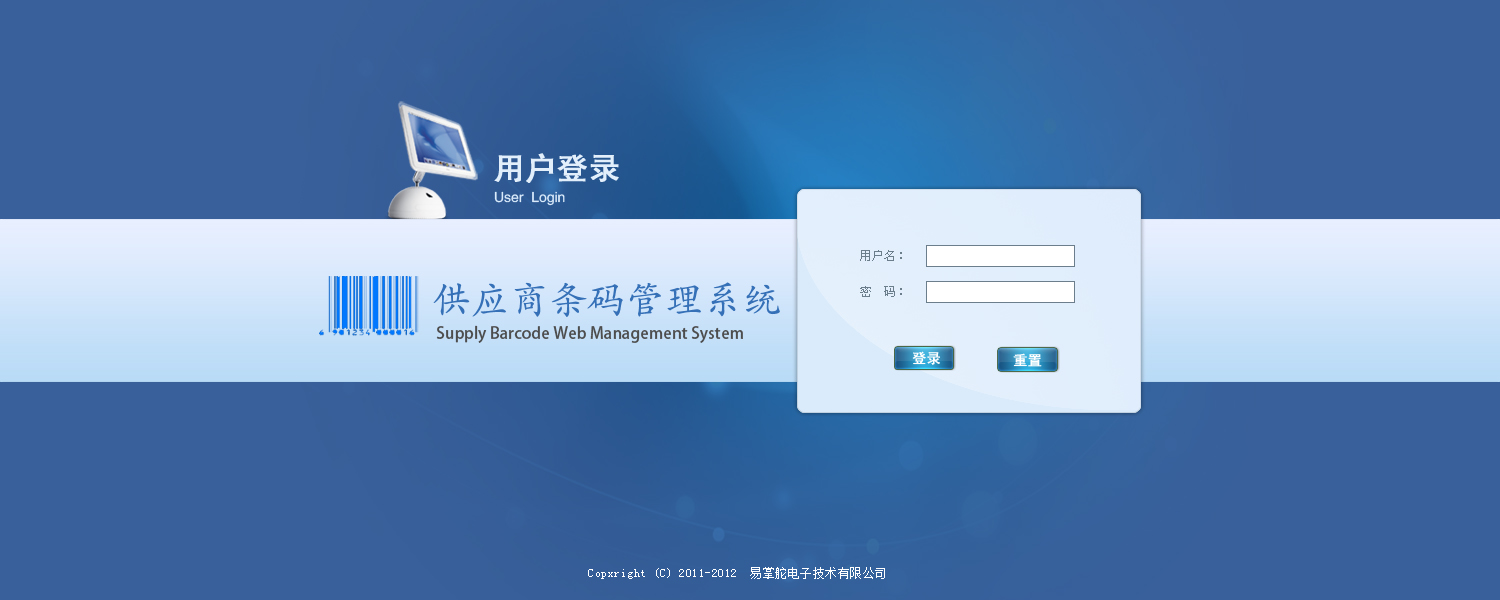 用户登录
User Login
用户名：
密 码：
供应商条码管理系统
Supply Barcode Web Management System
登录
重置
Copxright (C) 2011-2012 易掌舵电子技术有限公司